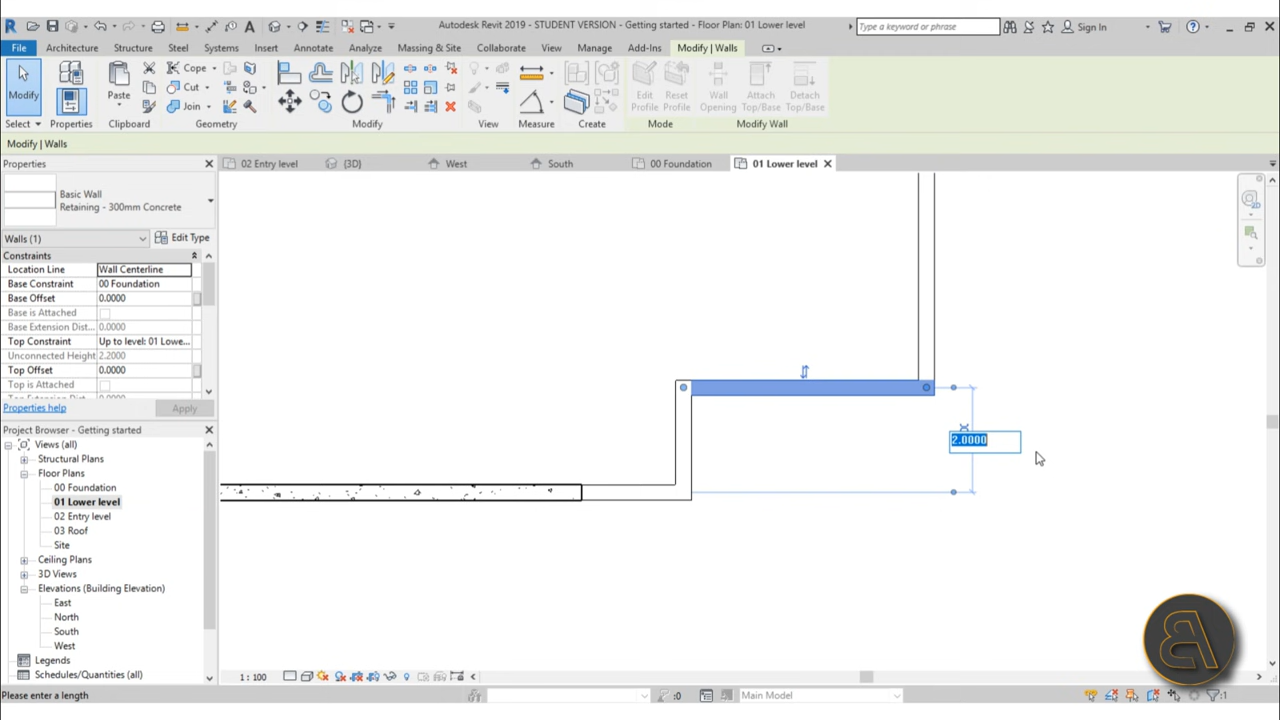 Autodesk Revit 2019 - STUDENT VERSION - Getting started - Floor Plan: 01 Lower level
Type a keyword or phrase
Sign In
File Architecture Structure Steel Systems Insert Annotate Analyze Massing & Site Collaborate View Manage Add-Ins Modify | Walls
Modify
Properties
Paste
Cope
Cut
Join
Edit Profile
Reset Profile
Wall Opening
Attach Top/Base
Detach Top/Base
Select Properties Clipboard Geometry Modify View Measure Create Mode Modify Wall
Modify | Walls
Properties
02 Entry level (3D) West South 00 Foundation 01 Lower level
Basic Wall
Retaining - 300mm Concrete
Walls (1) Edit Type
Constraints
Location Line Wall Centerline
Base Constraint 00 Foundation
Base Offset 0.0000
Base is Attached
Base Extension Dist... 0.0000
Top Constraint Up to level: 01 Lowe...
Unconnected Height 2.2000
Top Offset 0.0000
Top is Attached
Properties help Apply
Project Browser - Getting started
Views (all)
Structural Plans
Floor Plans
00 Foundation
01 Lower level
02 Entry level
03 Roof
Site
Ceiling Plans
3D Views
Elevations (Building Elevation)
East
North
South
West
Legends
Schedules/Quantities (all)
2.0000
2D
1 : 100
Please enter a length
:0
Main Model
:1